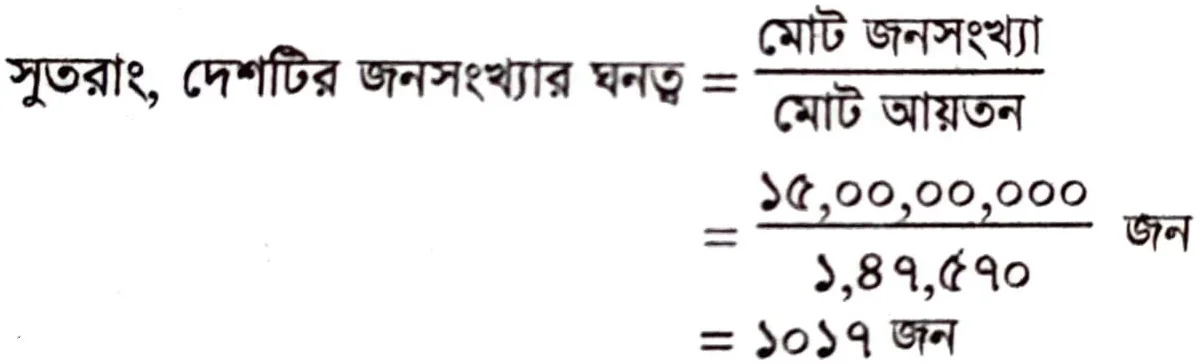 সুতরাং, দেশটির জনসংখ্যার ঘনত্ব = মোট জনসংখ্যা / মোট আয়তন
= ১৫,০০,০০,০০০ / ১,৪৭,৫৭০ জন
= ১০১৭ জন